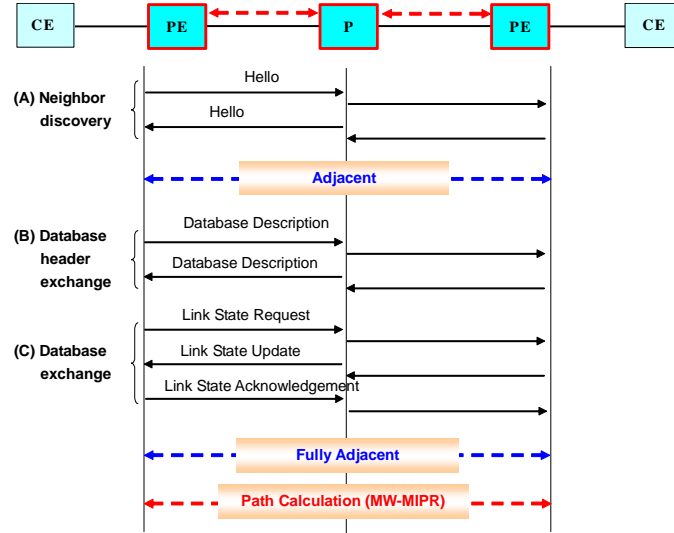 CE
PE
P
PE
CE
Hello
(A) Neighbor
discovery
Hello
Adjacent
Database Description
(B) Database
header
exchange
Database Description
Link State Request
(C) Database
exchange
Link State Update
Link State Acknowledgement
Fully Adjacent
Path Calculation (MW-MIPR)